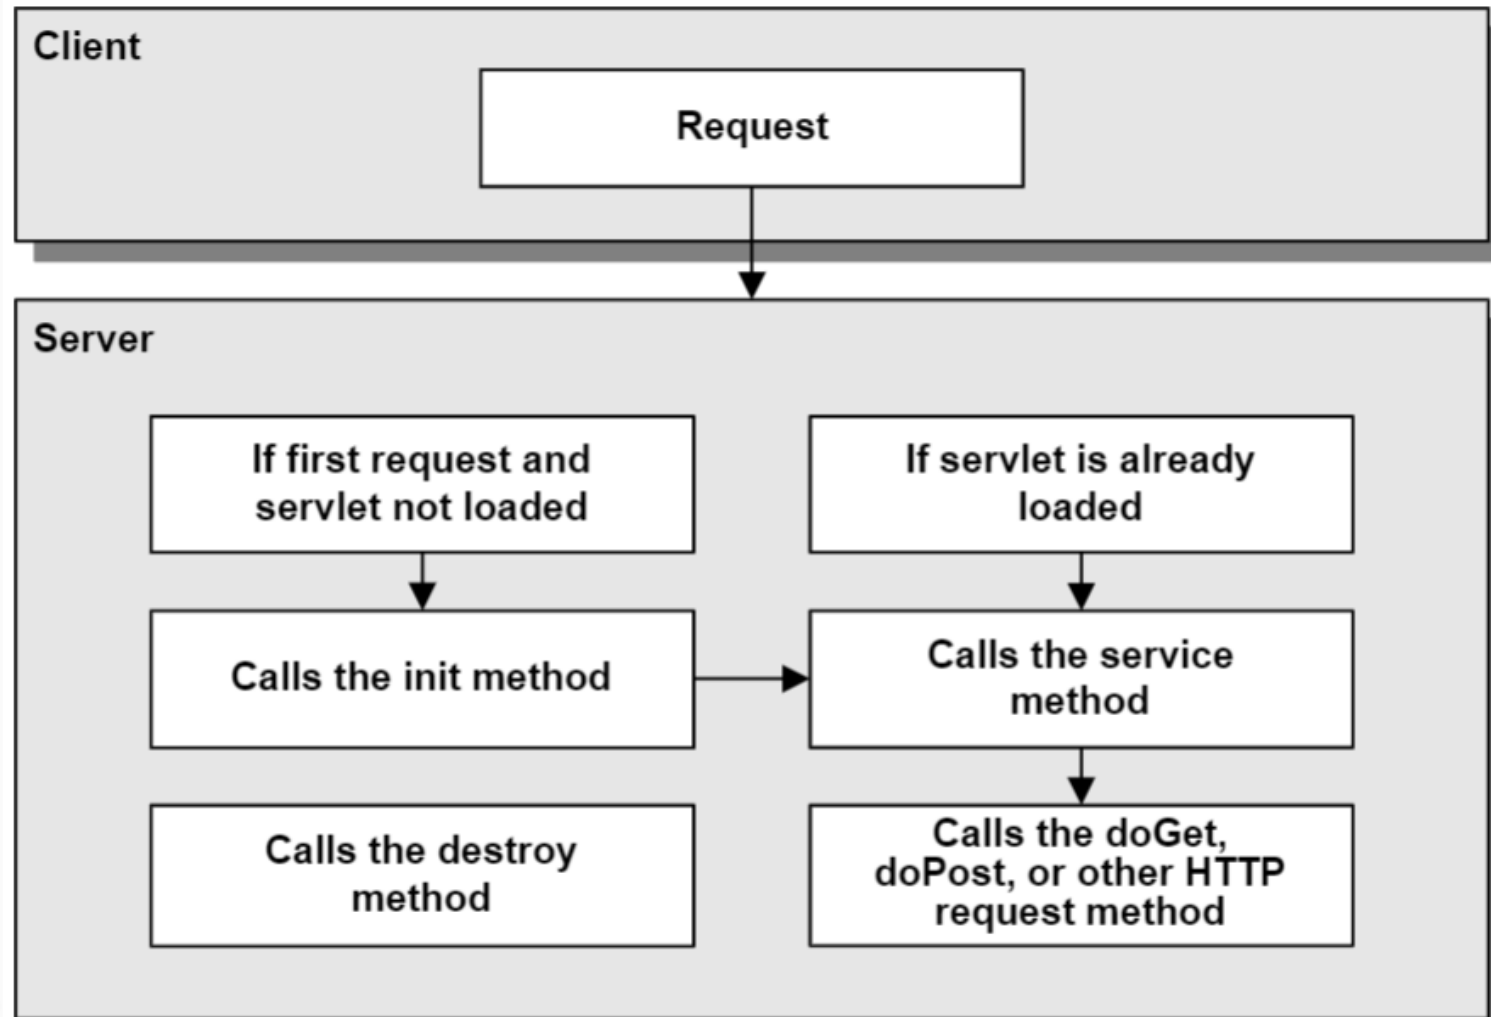 Client
Request
Server
If first request and
servlet not loaded
If servlet is already
loaded
Calls the init method
Calls the service
method
Calls the destroy
method
Calls the doGet,
doPost, or other HTTP
request method